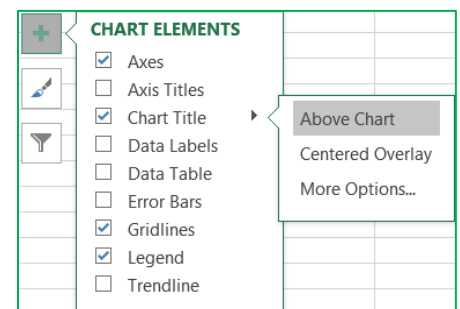 CHART ELEMENTS
Axes
Axis Titles
Chart Title
Data Labels
Data Table
Error Bars
Gridlines
Legend
Trendline
Above Chart
Centered Overlay
More Options...